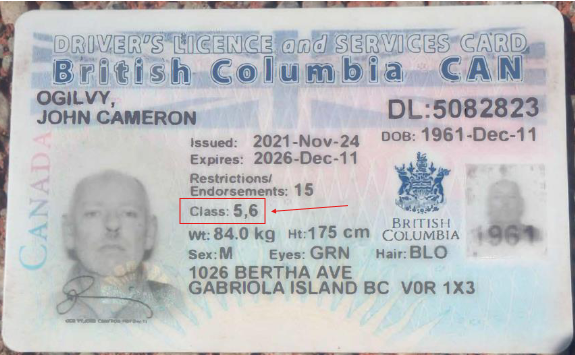 DRIVER'S LICENCE and SERVICES CARD
British Columbia CAN
OGILVY,
JOHN CAMERON
DL:5082823
DOB: 1961-Dec-11
Issued: 2021-Nov-24
Expires: 2026-Dec-11
Restrictions/
Endorsements: 15
Class: 5,6
Wt: 84.0 kg Ht: 175 cm
Sex: M Eyes: GRN Hair: BLO
1026 BERTHA AVE
GABRIOLA ISLAND BC V0R 1X3
CANADA
BRITISH
COLUMBIA
1961